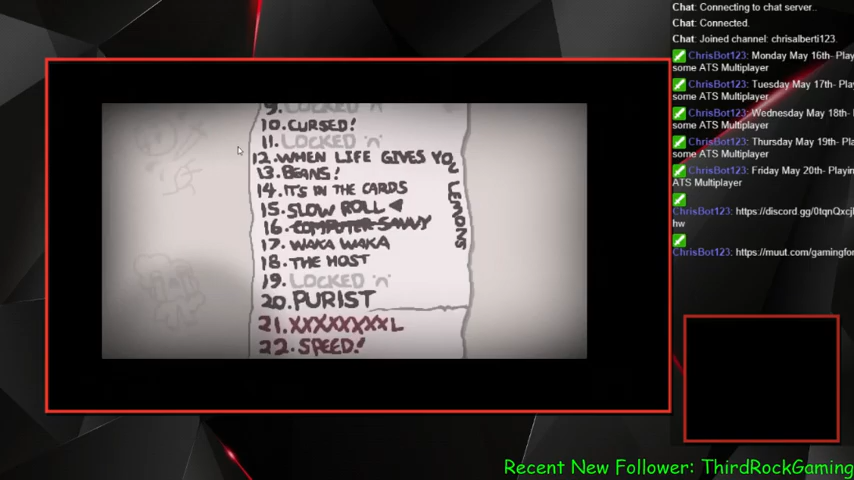 9. LOCKED 'n'
10. CURSED!
11. LOCKED 'n'
12. WHEN LIFE GIVES YOU LEMONS
13. BEANS!
14. IT'S IN THE CARDS
15. SLOW ROLL
16. COMPUTER SAVVY
17. WAKA WAKA
18. THE HOST
19. LOCKED 'n'
20. PURIST
21. XXXXXXXXL
22. SPEED!
Chat: Connecting to chat server..
Chat: Connected.
Chat: Joined channel: chrisalberti123.
ChrisBot123: Monday May 16th- Play
some ATS Multiplayer
ChrisBot123: Tuesday May 17th- Play
some ATS Multiplayer
ChrisBot123: Wednesday May 18th-
some ATS Multiplayer
ChrisBot123: Thursday May 19th- Pla
some ATS Multiplayer
ChrisBot123: Friday May 20th- Playin
ATS Multiplayer
ChrisBot123: https://discord.gg/0tqnQxcj
hw
ChrisBot123: https://muut.com/gamingfor
Recent New Follower: ThirdRockGaming